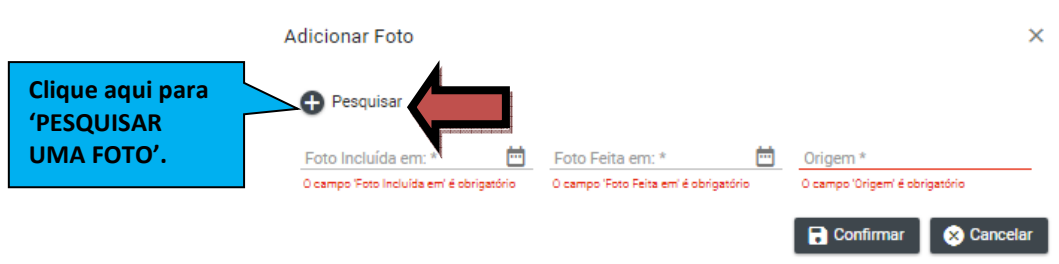 Adicionar Foto
Clique aqui para
‘PESQUISAR
UMA FOTO’.
Pesquisar
Foto Incluída em: *
Foto Feita em: *
Origem *
O campo 'Foto Incluída em' é obrigatório
O campo 'Foto Feita em' é obrigatório
O campo 'Origem' é obrigatório
Confirmar
Cancelar